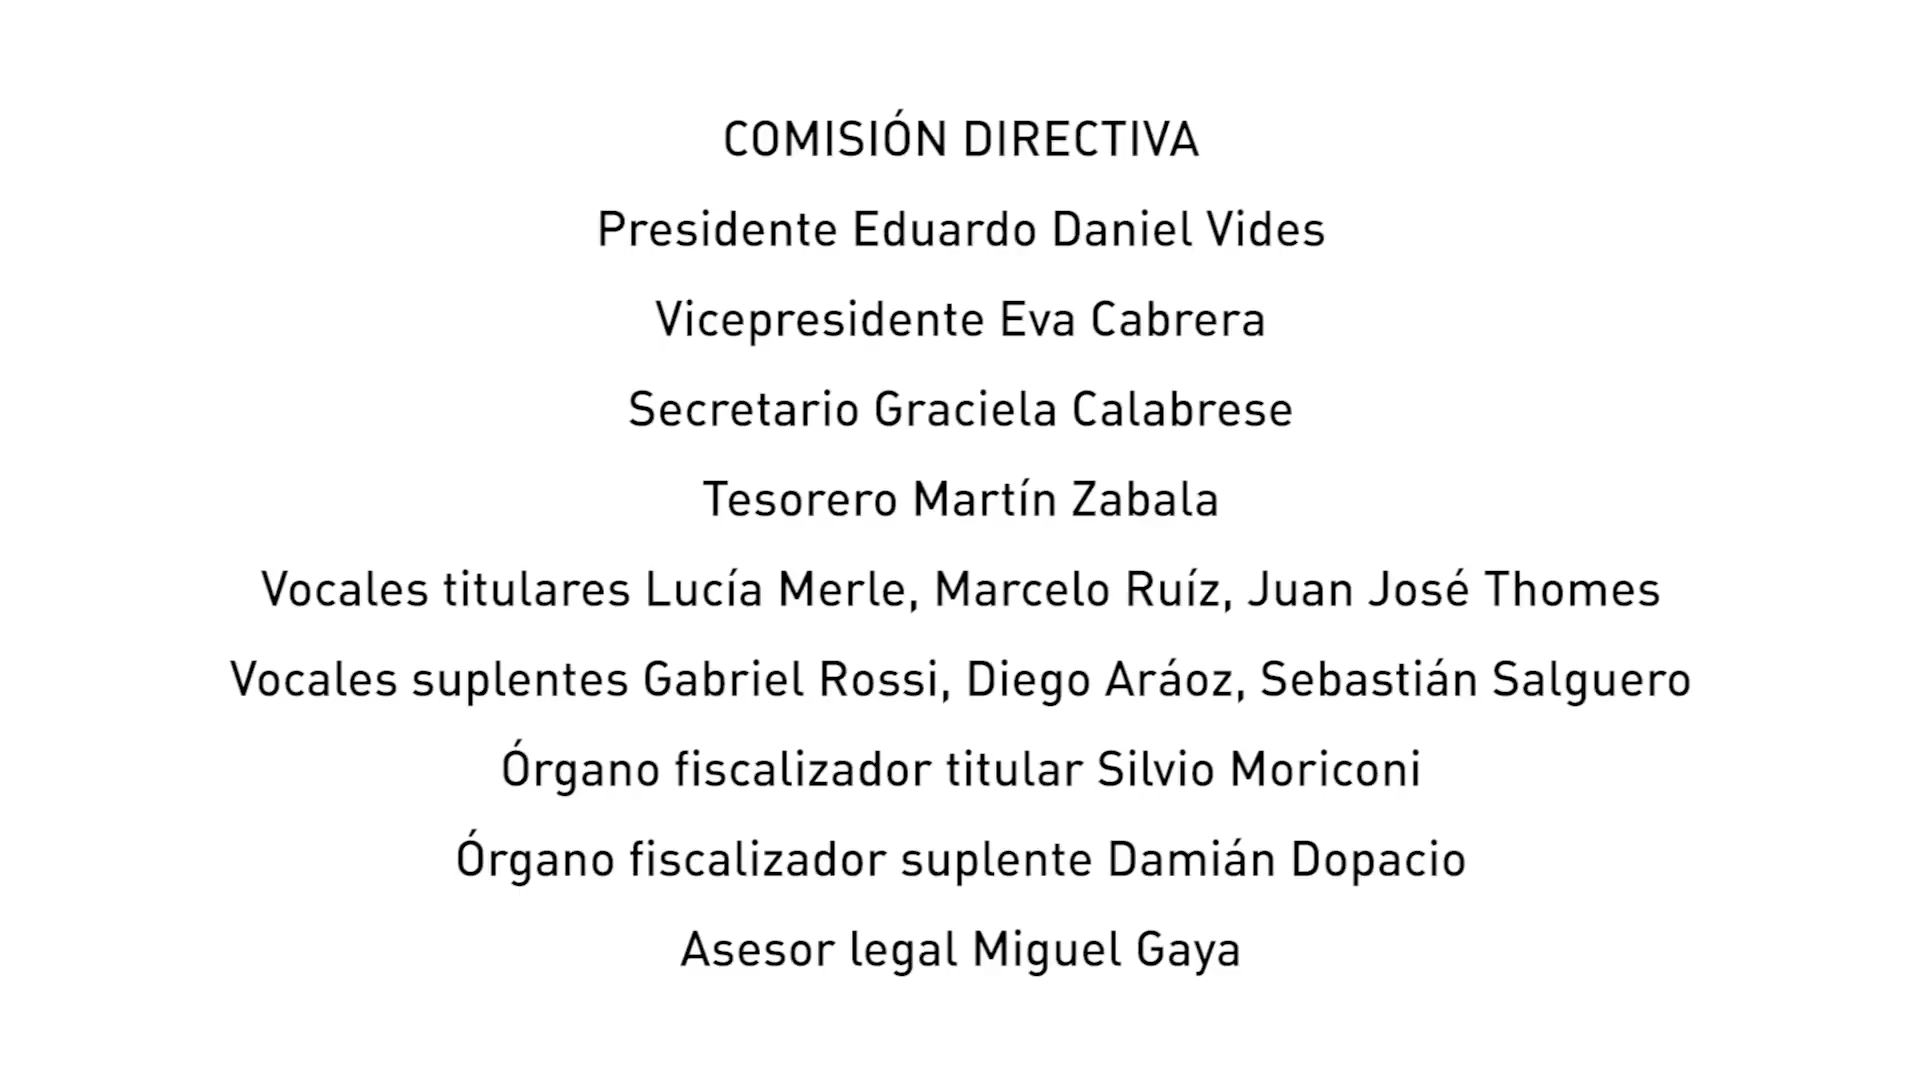 COMISIÓN DIRECTIVA
Presidente Eduardo Daniel Vides
Vicepresidente Eva Cabrera
Secretario Graciela Calabrese
Tesorero Martín Zabala
Vocales titulares Lucía Merle, Marcelo Ruíz, Juan José Thomes
Vocales suplentes Gabriel Rossi, Diego Aráoz, Sebastián Salguero
Órgano fiscalizador titular Silvio Moriconi
Órgano fiscalizador suplente Damián Dopacio
Asesor legal Miguel Gaya